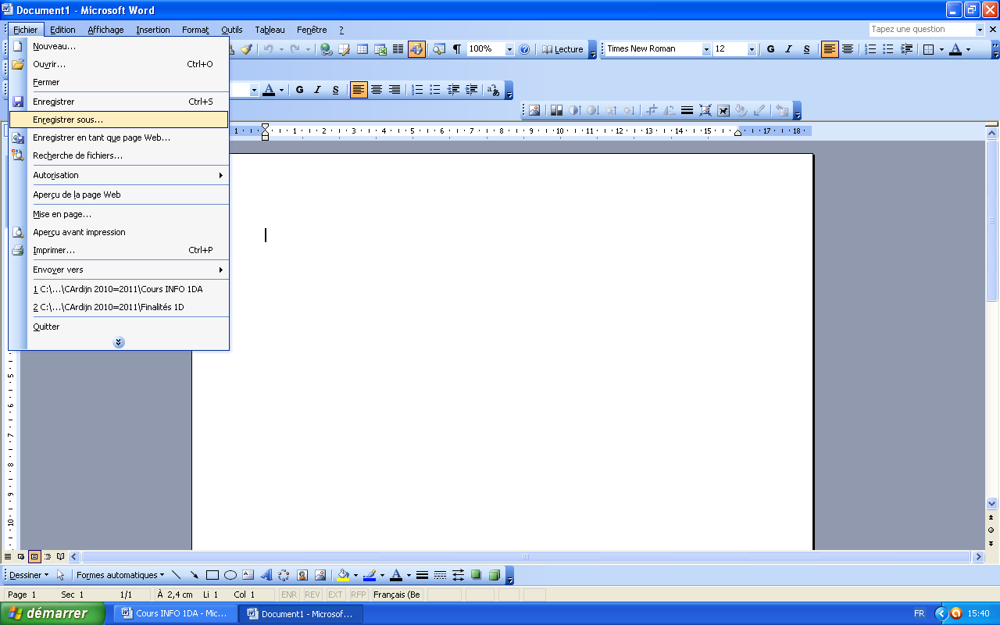 Document1 - Microsoft Word
Fichier Edition Affichage Insertion Format Outils Tableau Fenêtre ? Tapez une question
100% Lecture Times New Roman 12 G I S
Nouveau...
Ouvrir... Ctrl+O
Fermer
Enregistrer Ctrl+S
Enregistrer sous...
Enregistrer en tant que page Web...
Recherche de fichiers...
Autorisation
Aperçu de la page Web
Mise en page...
Aperçu avant impression
Imprimer... Ctrl+P
Envoyer vers
1 C:\...\CArdijn 2010=2011\Cours INFO 1DA
2 C:\...\CArdijn 2010=2011\Finalités 1D
Quitter
A G I S
1 1 2 3 4 5 6 7 8 9 10 11 12 13 14 15 17 18
5
6
7
8
9
10
Dessiner Formes automatiques
Page 1 Sec 1 1/1 À 2,4 cm Li 1 Col 1 ENR REV EXT RFP Français (Be
démarrer Cours INFO 1DA - Mic... Document1 - Microsof... FR 15:40